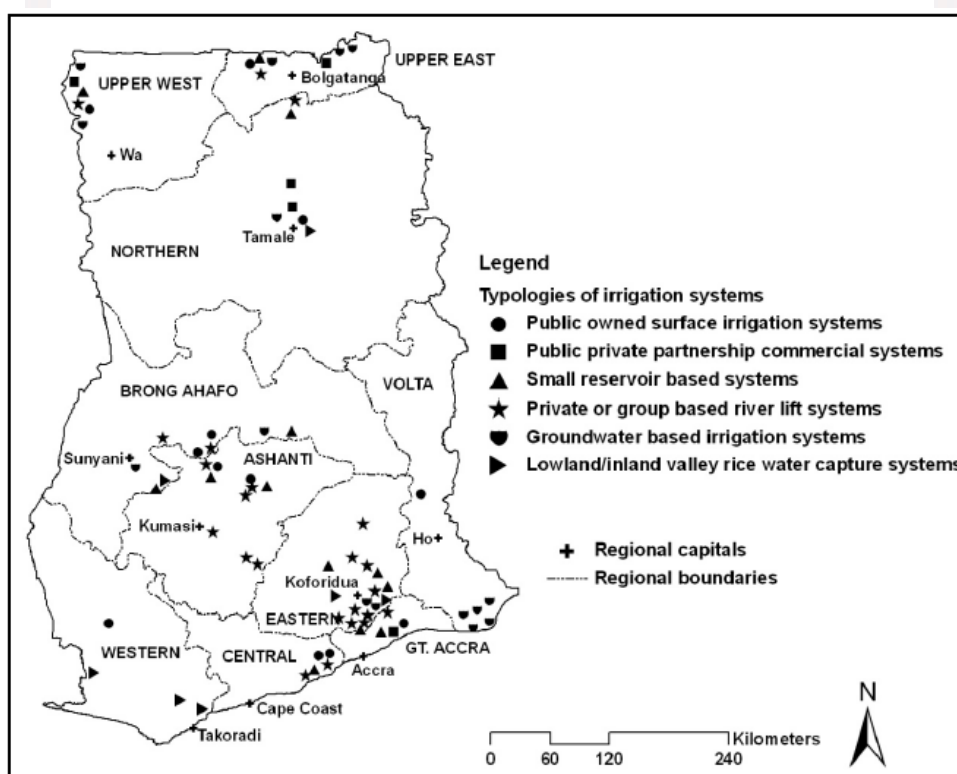 UPPER EAST
UPPER WEST
Bolgatanga
Wa
NORTHERN
Tamale
Legend
Typologies of irrigation systems
Public owned surface irrigation systems
Public private partnership commercial systems
Small reservoir based systems
Private or group based river lift systems
Groundwater based irrigation systems
Lowland/inland valley rice water capture systems
Regional capitals
Regional boundaries
BRONG AHAFO
VOLTA
Sunyani
ASHANTI
Kumasi
Ho
Koforidua
EASTERN
WESTERN
CENTRAL
GT. ACCRA
Accra
Cape Coast
Takoradi
N
Kilometers
0 60 120 240